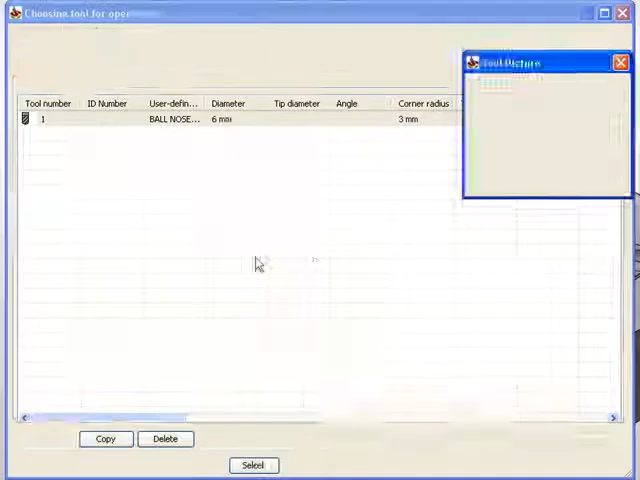 Choosing tool for oper
Tool Picture
Tool number ID Number User-defin... Diameter Tip diameter Angle Corner radius
1 BALL NOSE... 6 mm 3 mm
Copy Delete
Select